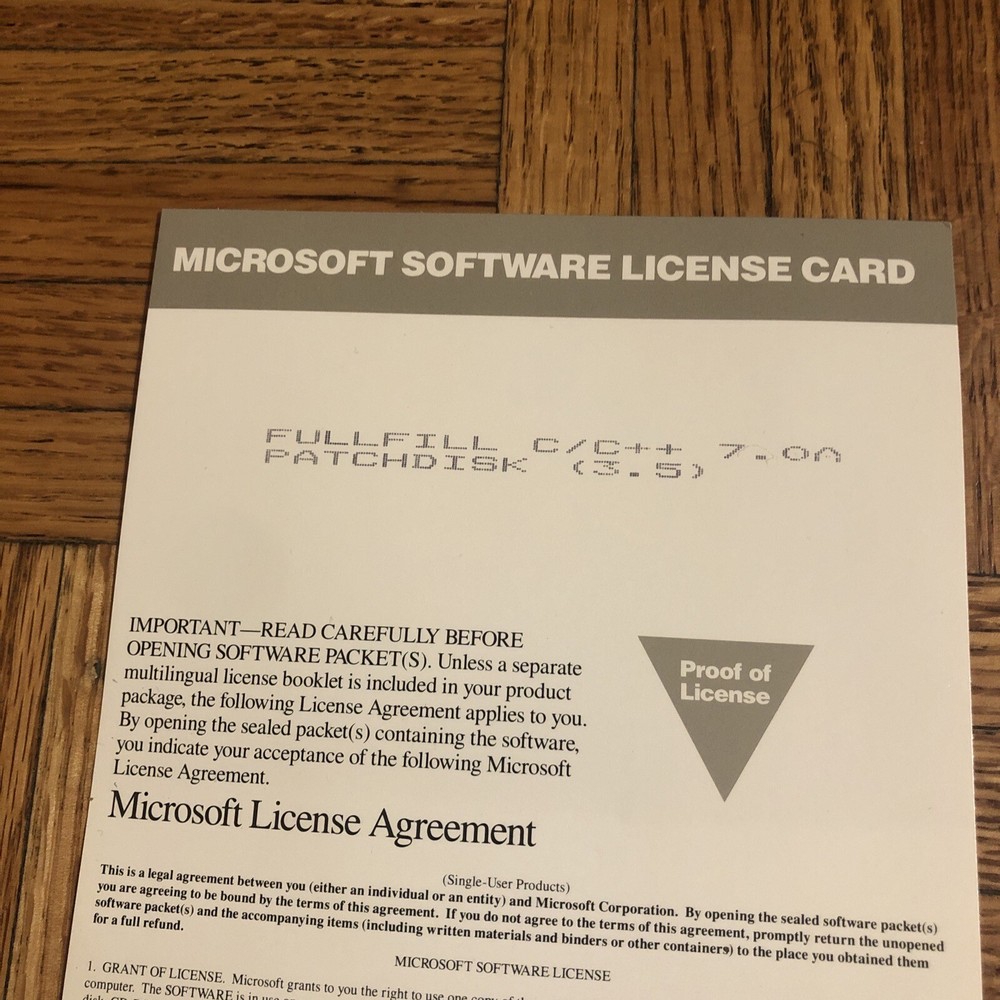 MICROSOFT SOFTWARE LICENSE CARD
FULLFILL C/C++ 7.0A
PATCHDISK (3.5)
IMPORTANT—READ CAREFULLY BEFORE
OPENING SOFTWARE PACKET(S). Unless a separate
multilingual license booklet is included in your product
package, the following License Agreement applies to you.
By opening the sealed packet(s) containing the software,
you indicate your acceptance of the following Microsoft
License Agreement.
Proof of
License
Microsoft License Agreement
(Single-User Products)
This is a legal agreement between you (either an individual or an entity) and Microsoft Corporation. By opening the sealed software packet(s)
you are agreeing to be bound by the terms of this agreement. If you do not agree to the terms of this agreement, promptly return the unopened
software packet(s) and the accompanying items (including written materials and binders or other containers) to the place you obtained them
for a full refund.
MICROSOFT SOFTWARE LICENSE
1. GRANT OF LICENSE. Microsoft grants to you the right to use one copy of
computer. The SOFTWARE is in use